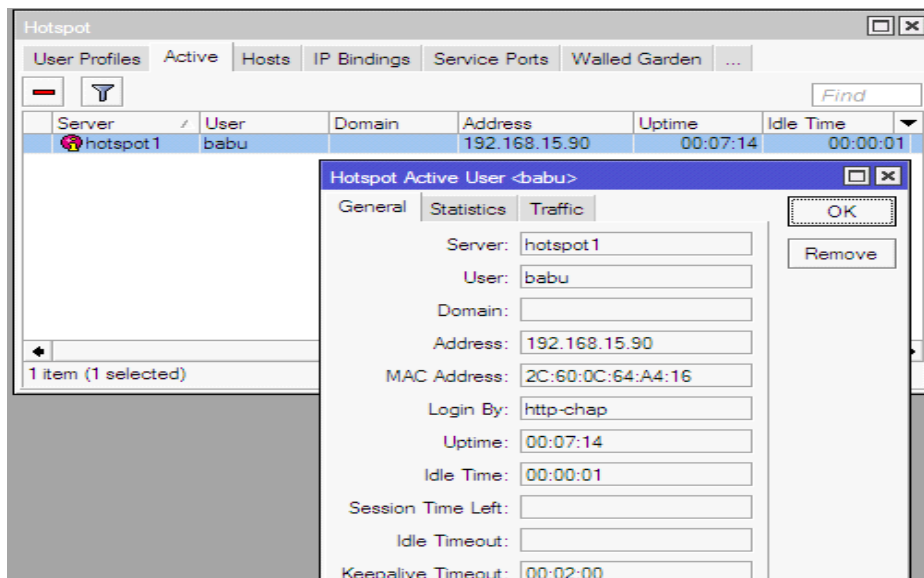 Hotspot
User Profiles Active Hosts IP Bindings Service Ports Walled Garden ...
Find
Server User Domain Address Uptime Idle Time
hotspot1 babu 192.168.15.90 00:07:14 00:00:01
1 item (1 selected)
Hotspot Active User <babu>
General Statistics Traffic
OK
Remove
Server: hotspot1
User: babu
Domain:
Address: 192.168.15.90
MAC Address: 2C:60:0C:64:A4:16
Login By: http-chap
Uptime: 00:07:14
Idle Time: 00:00:01
Session Time Left:
Idle Timeout:
Keepalive Timeout: 00:02:00